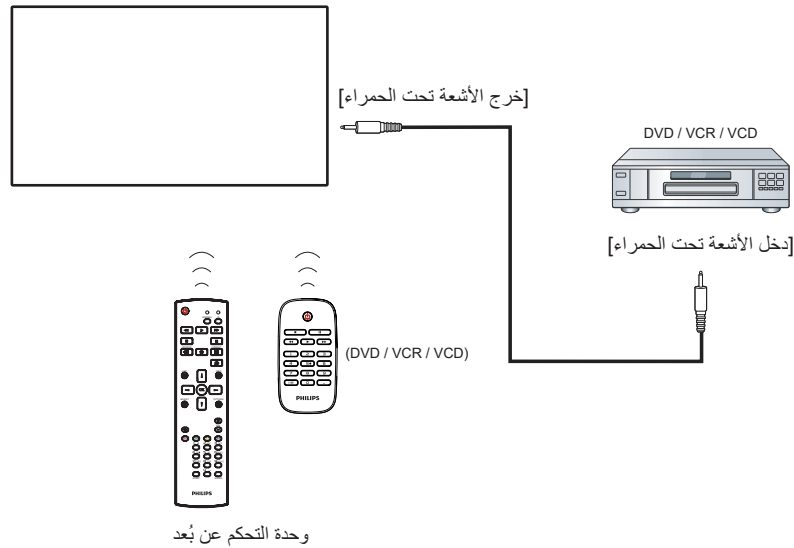 [خرج الأشعة تحت الحمراء]
DVD / VCR / VCD
[دخل الأشعة تحت الحمراء]
(DVD / VCR / VCD)
PHILIPS
PHILIPS
وحدة التحكم عن بُعد